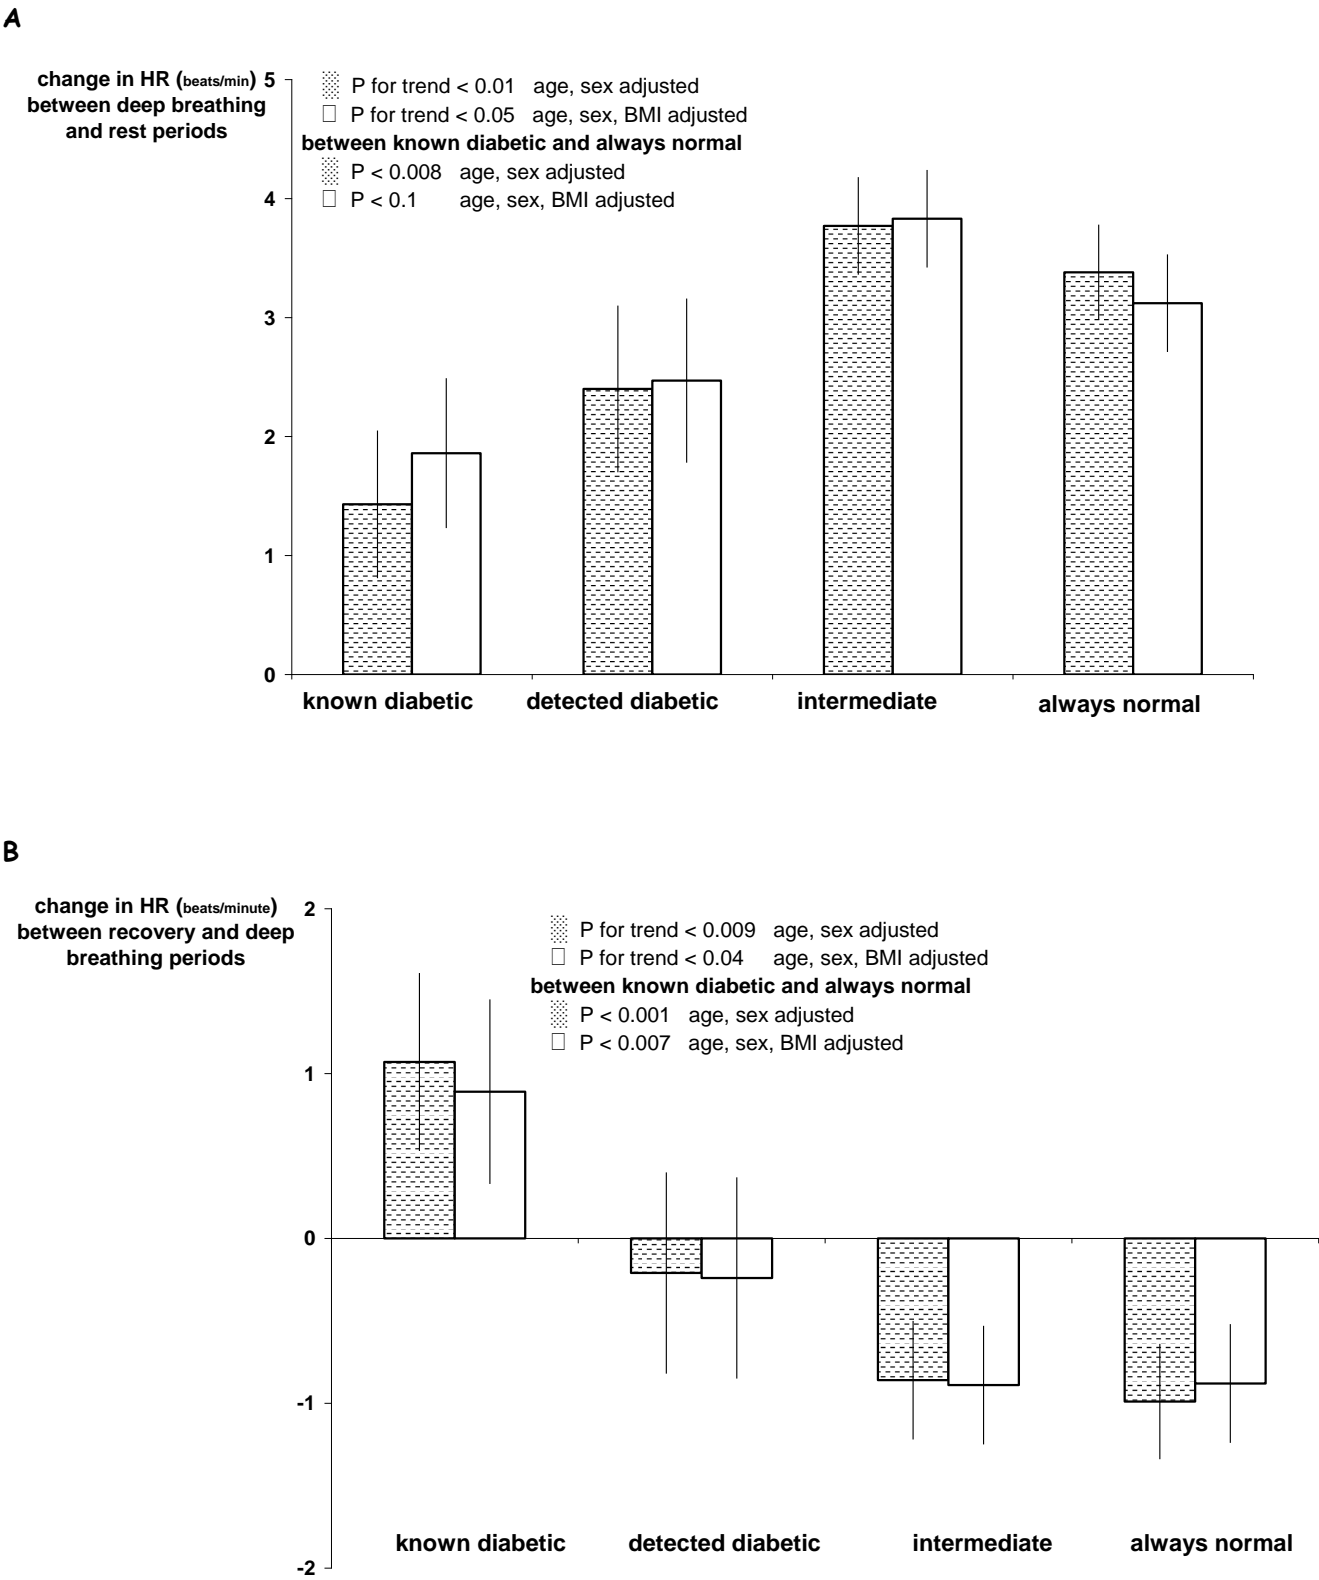 A
change in HR (beats/min)
between deep breathing
and rest periods
5
4
3
2
1
0
P for trend < 0.01 age, sex adjusted
P for trend < 0.05 age, sex, BMI adjusted
between known diabetic and always normal
P < 0.008 age, sex adjusted
P < 0.1 age, sex, BMI adjusted
known diabetic detected diabetic intermediate always normal
B
change in HR (beats/minute)
between recovery and deep
breathing periods
2
1
0
-1
-2
P for trend < 0.009 age, sex adjusted
P for trend < 0.04 age, sex, BMI adjusted
between known diabetic and always normal
P < 0.001 age, sex adjusted
P < 0.007 age, sex, BMI adjusted
known diabetic detected diabetic intermediate always normal